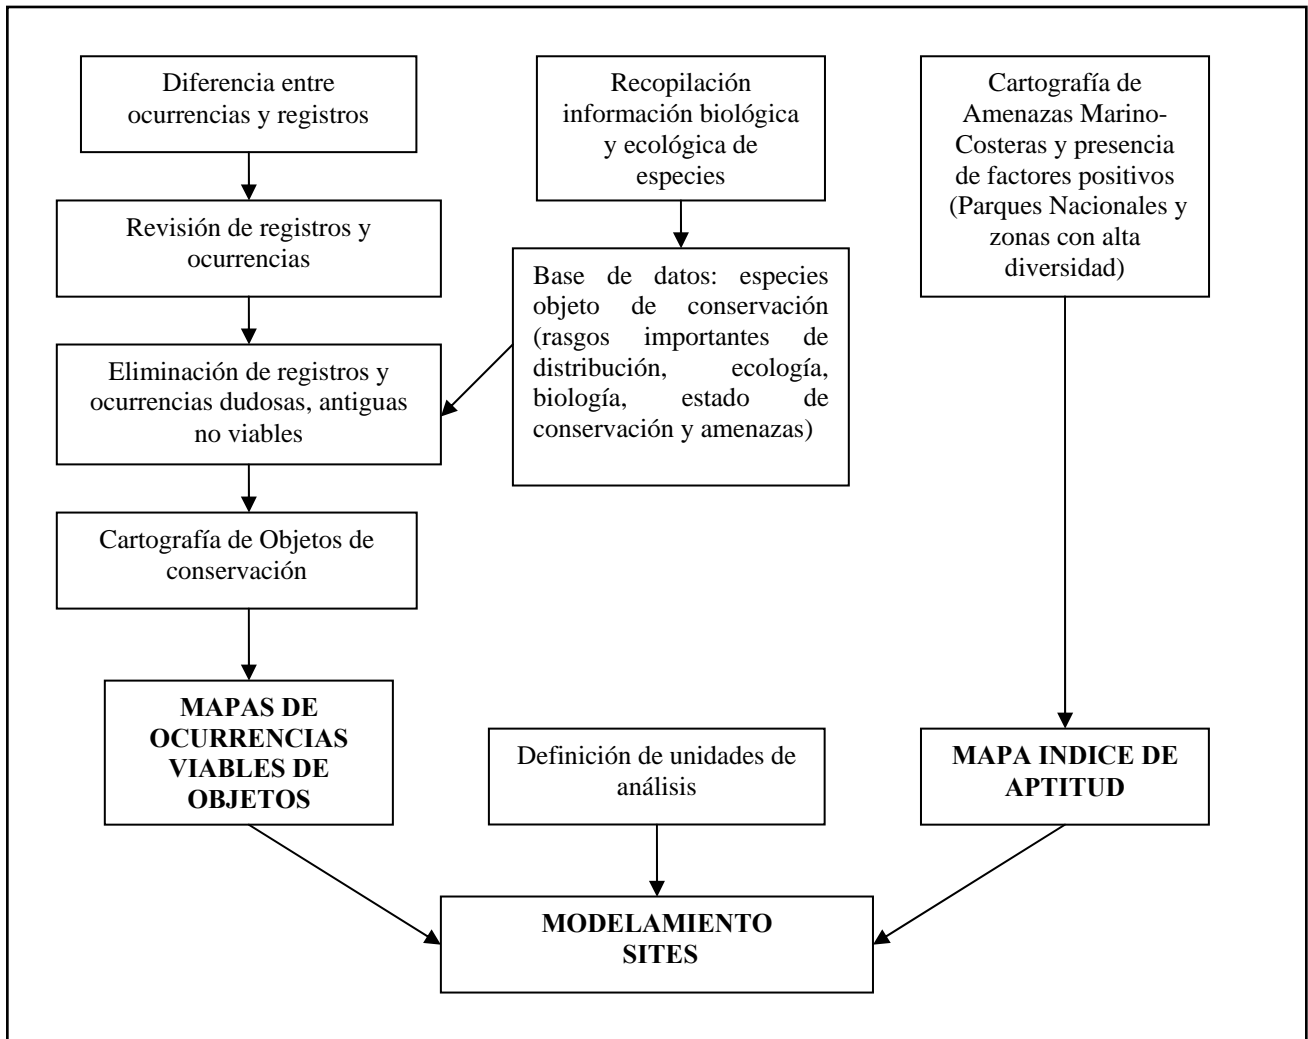 Diferencia entre
ocurrencias y registros
Recopilación
información biológica
y ecológica de
especies
Cartografía de
Amenazas Marino-
Costeras y presencia
de factores positivos
(Parques Nacionales y
zonas con alta
diversidad)
Revisión de registros y
ocurrencias
Base de datos: especies
objeto de conservación
(rasgos importantes de
distribución, ecología,
biología, estado de
conservación y amenazas)
Eliminación de registros y
ocurrencias dudosas, antiguas
no viables
Cartografía de Objetos de
conservación
MAPAS DE
OCURRENCIAS
VIABLES DE
OBJETOS
Definición de unidades de
análisis
MAPA INDICE DE
APTITUD
MODELAMIENTO
SITES